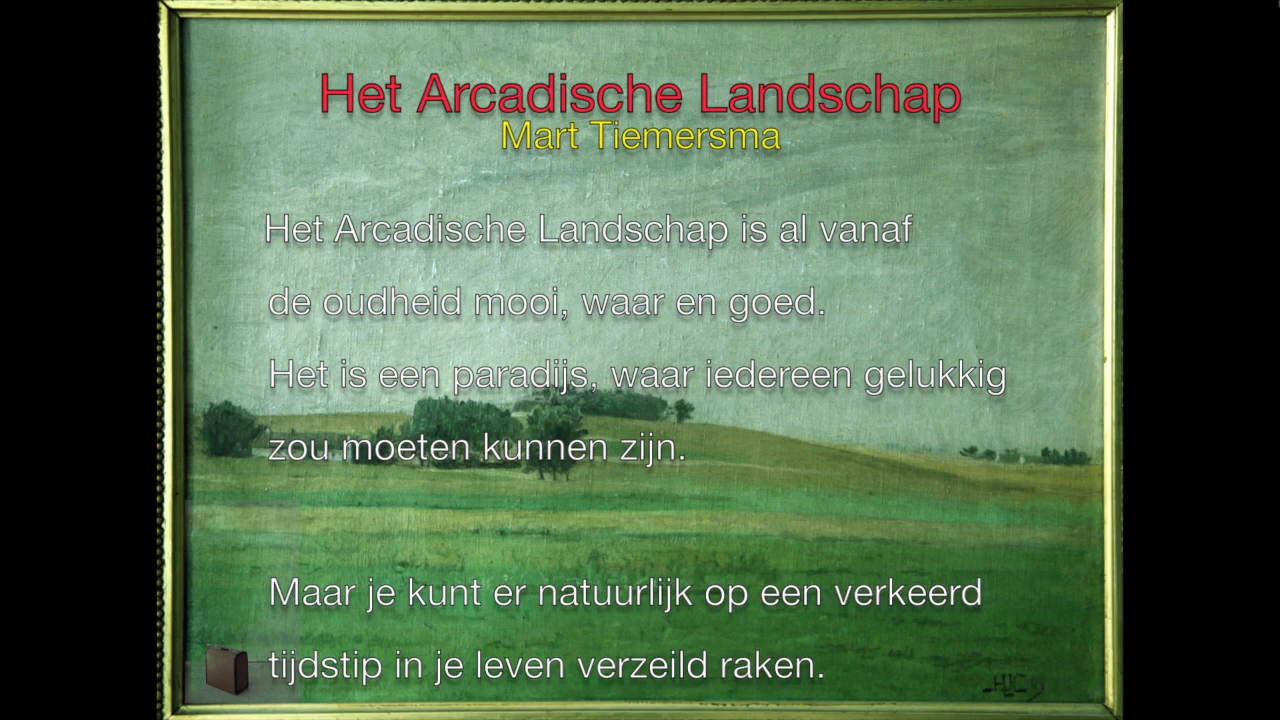 Het Arcadische Landschap
Mart Tiemersma
Het Arcadische Landschap is al vanaf
de oudheid mooi, waar en goed.
Het is een paradijs, waar iedereen gelukkig
zou moeten kunnen zijn.
Maar je kunt er natuurlijk op een verkeerd
tijdstip in je leven verzeild raken.